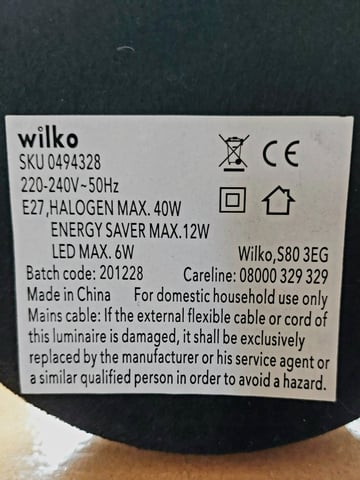 wilko
SKU 0494328
220-240V~50Hz
E27,HALOGEN MAX. 40W
ENERGY SAVER MAX.12W
LED MAX. 6W
Wilko,S80 3EG
Batch code: 201228
Careline: 08000 329 329
Made in China
For domestic household use only
Mains cable: If the external flexible cable or cord of
this luminaire is damaged, it shall be exclusively
replaced by the manufacturer or his service agent or
a similar qualified person in order to avoid a hazard.
CE